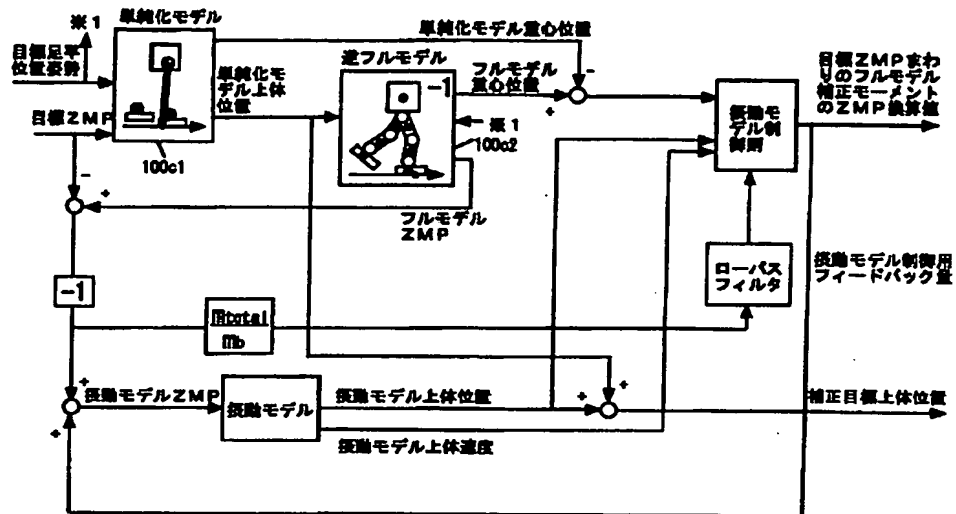 ※1
単純化モデル
目標足平
位置姿勢
目標ZMP
100c1
単純化モデル重心位置
単純化モ
デル上体
位置
逆フルモデル
-1
※1
100c2
フルモデル
重心位置
フルモデル
ZMP
-
+
-
+
振動モ
デル制
御則
目標ZMPまわ
りのフルモデル
補正モーメント
のZMP換算値
ローパス
フィルタ
振動モデル制御用
フィードバック量
-1
mtotal
mb
+
+
振動モデルZMP
振動モデル
振動モデル上体位置
振動モデル上体速度
+
+
補正目標上体位置